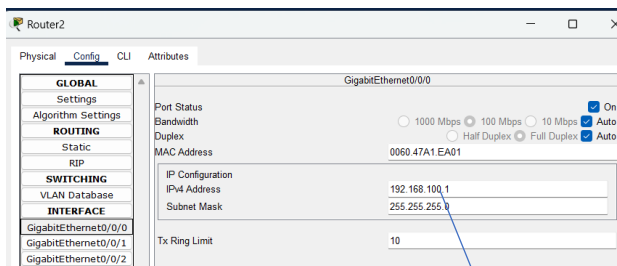 Router2
Physical Config CLI Attributes
GLOBAL
Settings
Algorithm Settings
ROUTING
Static
RIP
SWITCHING
VLAN Database
INTERFACE
GigabitEthernet0/0/0
GigabitEthernet0/0/1
GigabitEthernet0/0/2
GigabitEthernet0/0/0
Port Status On
Bandwidth 1000 Mbps 100 Mbps 10 Mbps Auto
Duplex Half Duplex Full Duplex Auto
MAC Address 0060.47A1.EA01
IP Configuration
IPv4 Address 192.168.100.1
Subnet Mask 255.255.255.0
Tx Ring Limit 10